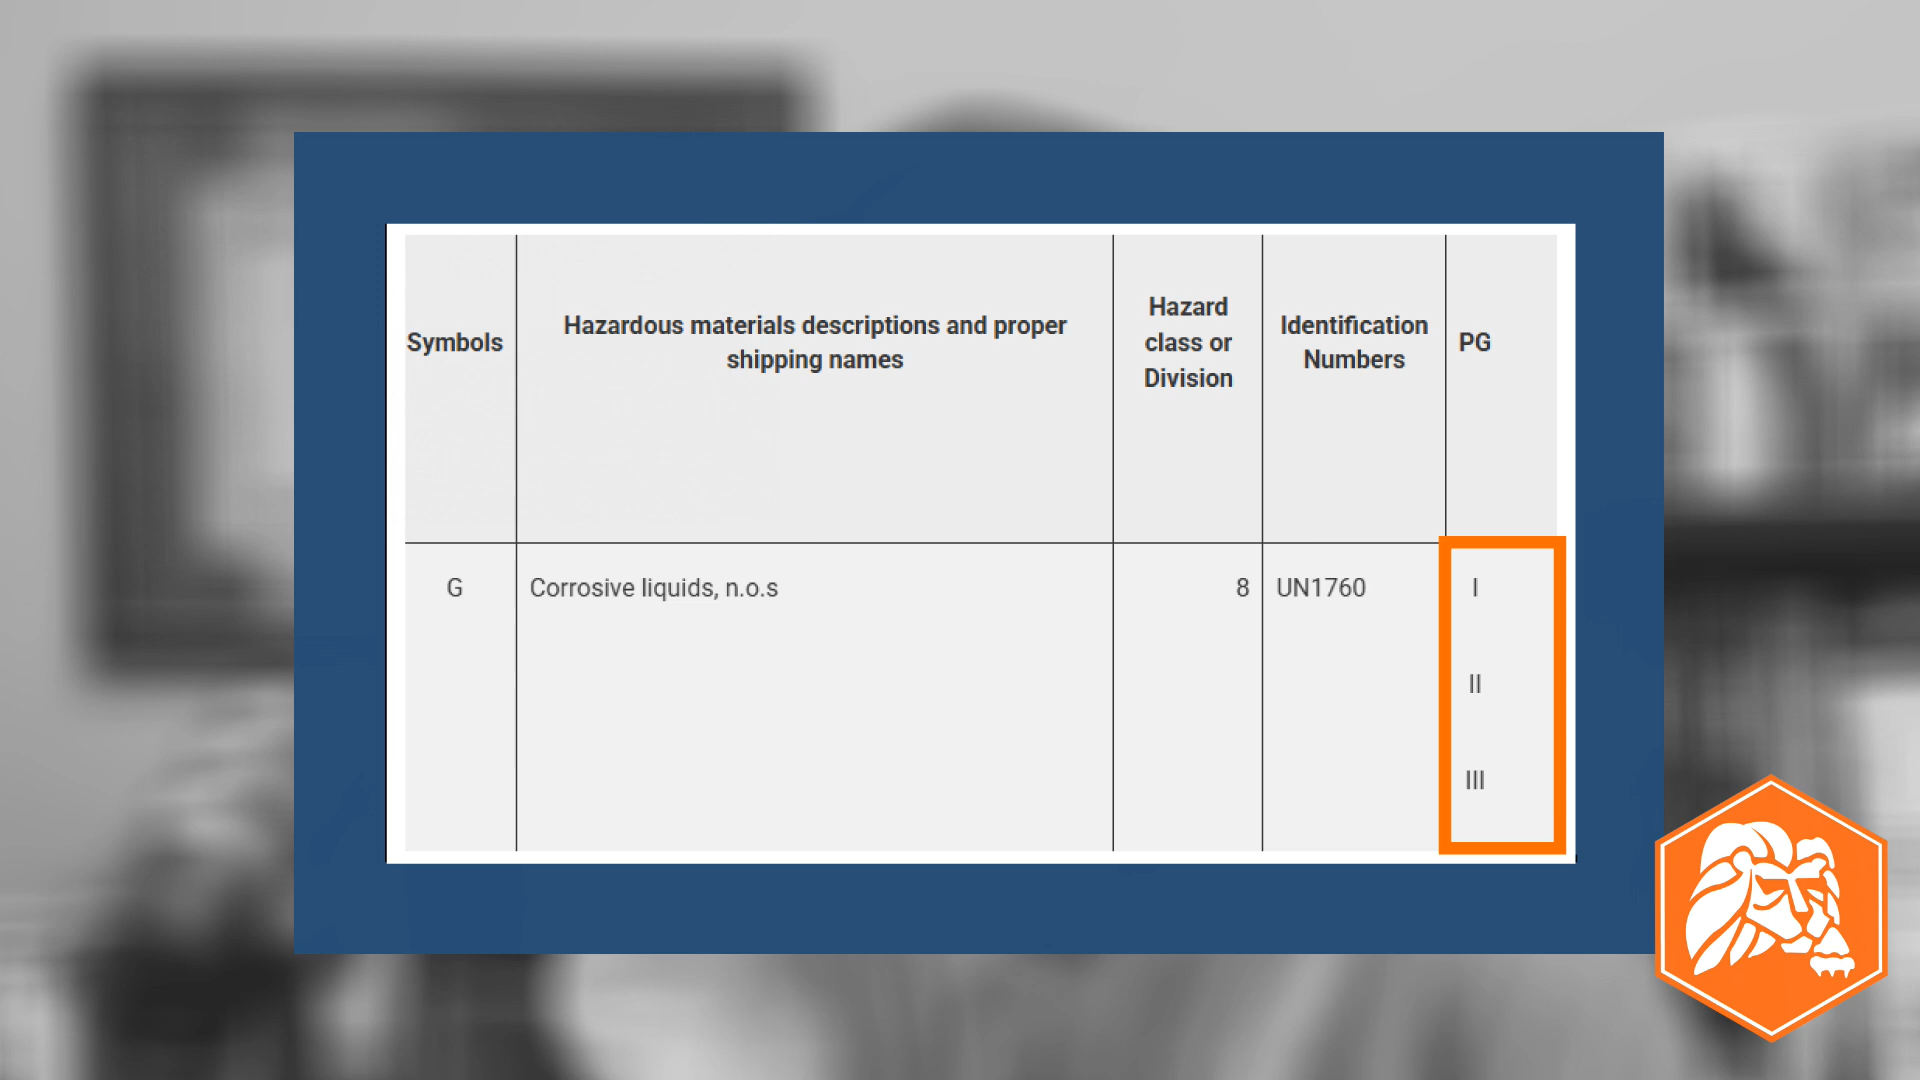 Symbols
Hazardous materials descriptions and proper
shipping names
Hazard
class or
Division
Identification
Numbers
PG
G
Corrosive liquids, n.o.s
8
UN1760
I
II
III